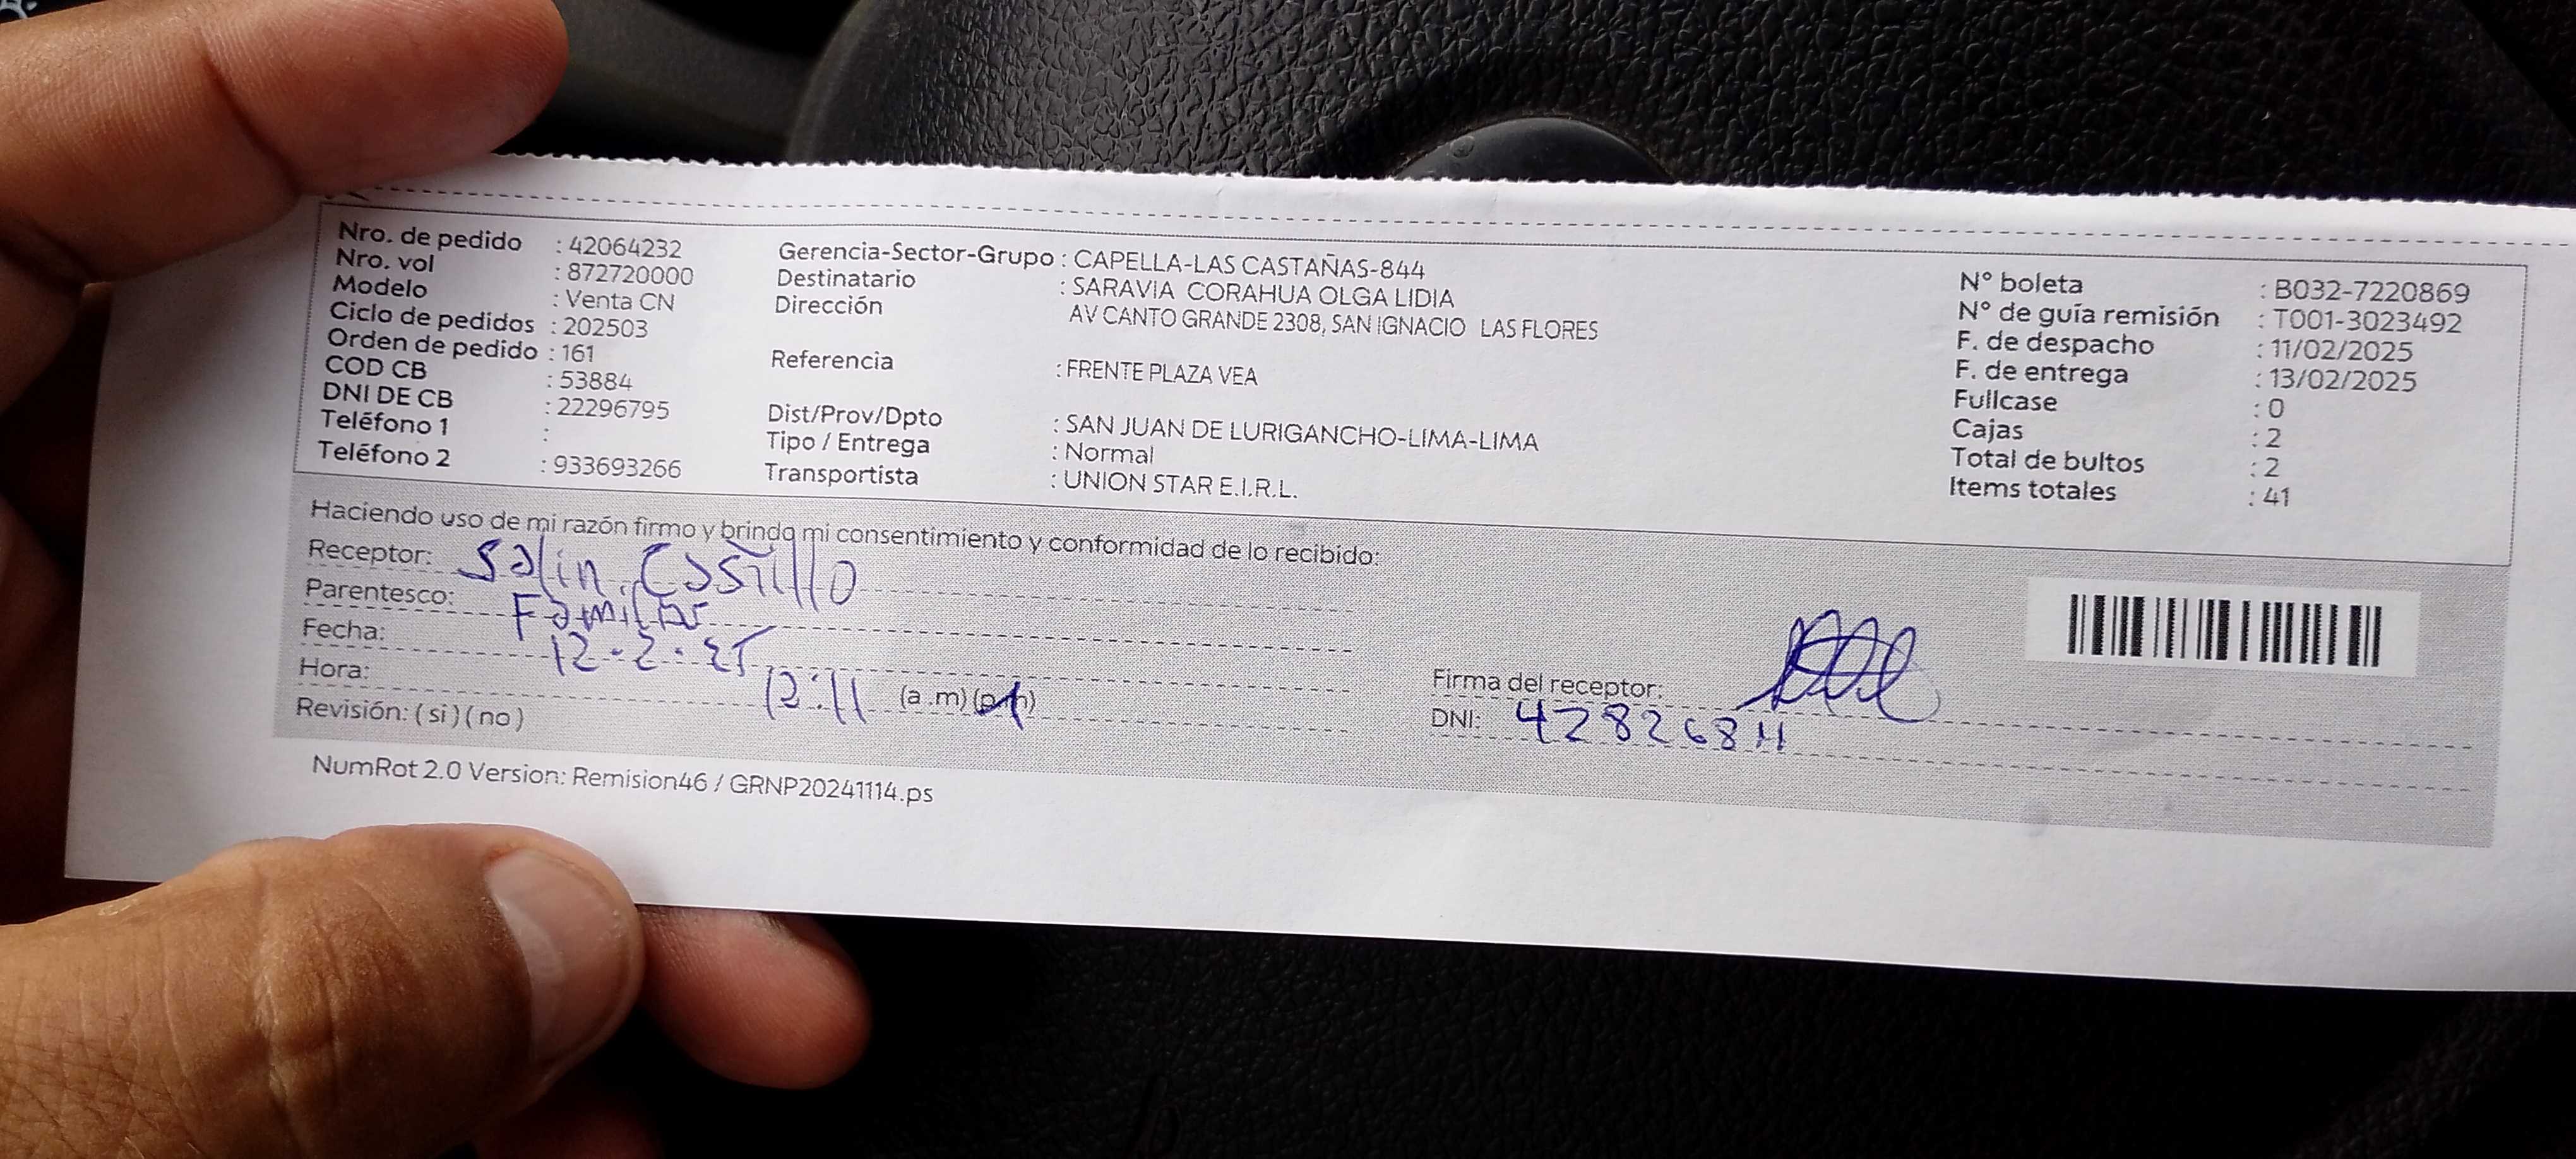 Nro. de pedido : 42064232
Nro. vol : 872720000
Modelo : Venta CN
Ciclo de pedidos : 202503
Orden de pedido : 161
COD CB : 53884
DNI DE CB : 22296795
Teléfono 1 :
Teléfono 2 : 933693266
Gerencia-Sector-Grupo : CAPELLA-LAS CASTAÑAS-844
Destinatario : SARAVIA CORAHUA OLGA LIDIA
Dirección AV CANTO GRANDE 2308, SAN IGNACIO LAS FLORES
Referencia : FRENTE PLAZA VEA
Dist/Prov/Dpto : SAN JUAN DE LURIGANCHO-LIMA-LIMA
Tipo / Entrega : Normal
Transportista : UNION STAR E.I.R.L.
N° boleta : B032-7220869
N° de guía remisión : T001-3023492
F. de despacho : 11/02/2025
F. de entrega : 13/02/2025
Fullcase : 0
Cajas : 2
Total de bultos : 2
Items totales : 41
Haciendo uso de mi razón firmo y brindo mi consentimiento y conformidad de lo recibido:
Receptor: Salin Castillo
Parentesco: Familiar
Fecha: 12-2-25
Hora: 12:11 (a.m)(p.m)
Revisión: (si)(no)
Firma del receptor:
DNI: 428268
NumRot 2.0 Version: Remision46 / GRNP20241114.ps